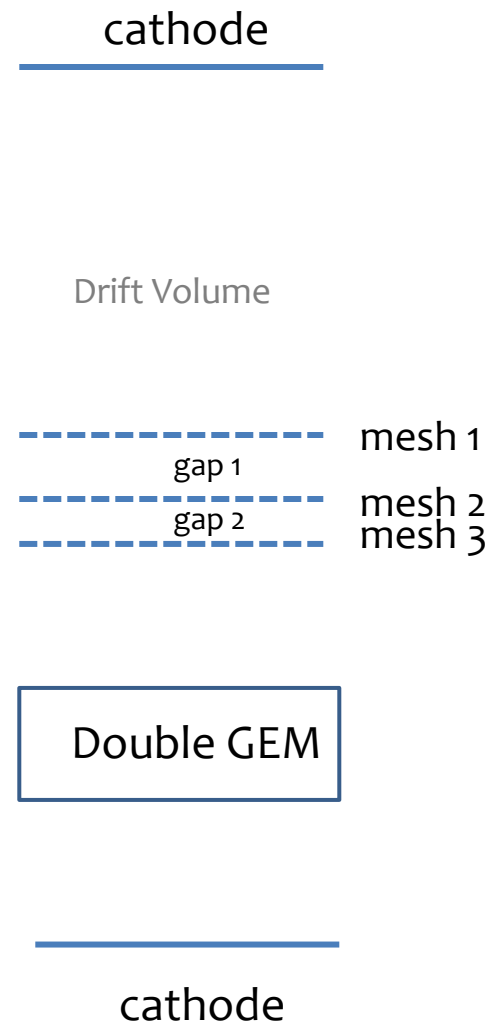 cathode
Drift Volume
mesh 1
gap 1
mesh 2
gap 2
mesh 3
Double GEM
cathode